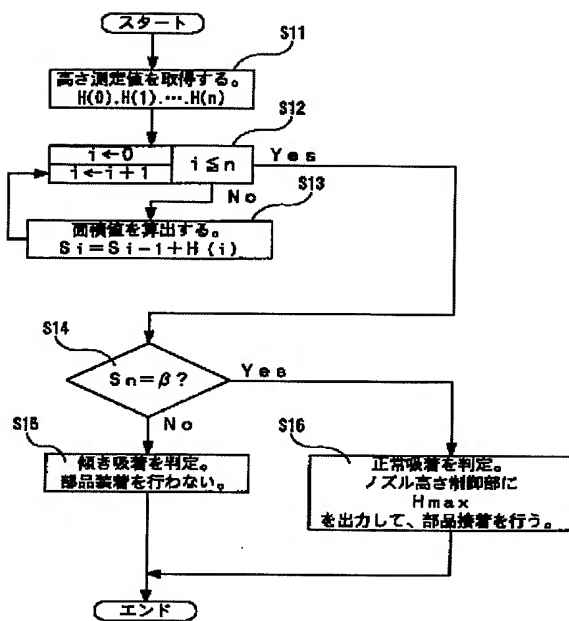 スタート
S11
高さ測定値を取得する。
H(0).H(1).….H(n)
S12
i←0
i←i+1
i≦n
Yes
No
S13
面積値を算出する。
Si=Si-1+H(i)
S14
Sn=β?
Yes
No
S15
傾き吸着を判定。
部品装着を行わない。
S16
正常吸着を判定。
ノズル高さ制御部に
Hmax
を出力して、部品接着を行う。
エンド